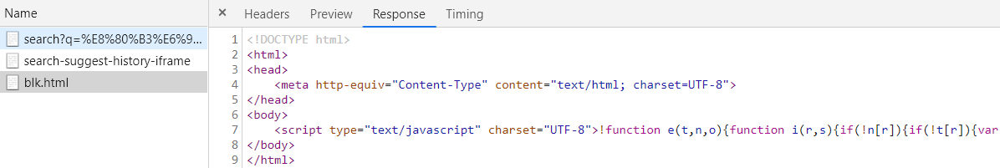 Name
search?q=%E8%80%B3%E6%9...
search-suggest-history-iframe
blk.html
× Headers Preview Response Timing
1 <!DOCTYPE html>
2 <html>
3 <head>
4 <meta http-equiv="Content-Type" content="text/html; charset=UTF-8">
5 </head>
6 <body>
7 <script type="text/javascript" charset="UTF-8">!function e(t,n,o){function i(r,s){if(!n[r]){if(!t[r]){var
8 </body>
9 </html>